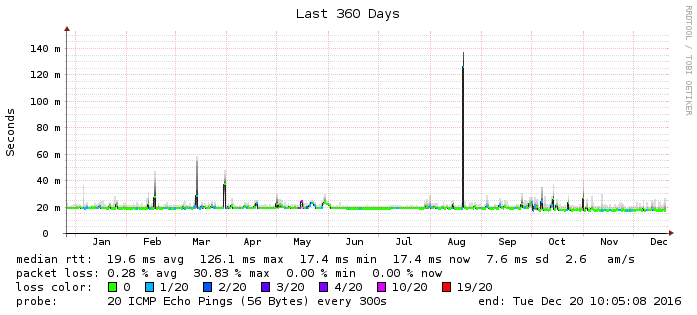 Last 360 Days
RRDTOOL / TOBI OETIKER
Seconds
140 m
120 m
100 m
80 m
60 m
40 m
20 m
0
Jan Feb Mar Apr May Jun Jul Aug Sep Oct Nov Dec
median rtt: 19.6 ms avg 126.1 ms max 17.4 ms min 17.4 ms now 7.6 ms sd 2.6 am/s
packet loss: 0.28 % avg 30.83 % max 0.00 % min 0.00 % now
loss color: 0 1/20 2/20 3/20 4/20 10/20 19/20
probe: 20 ICMP Echo Pings (56 Bytes) every 300s end: Tue Dec 20 10:05:08 2016